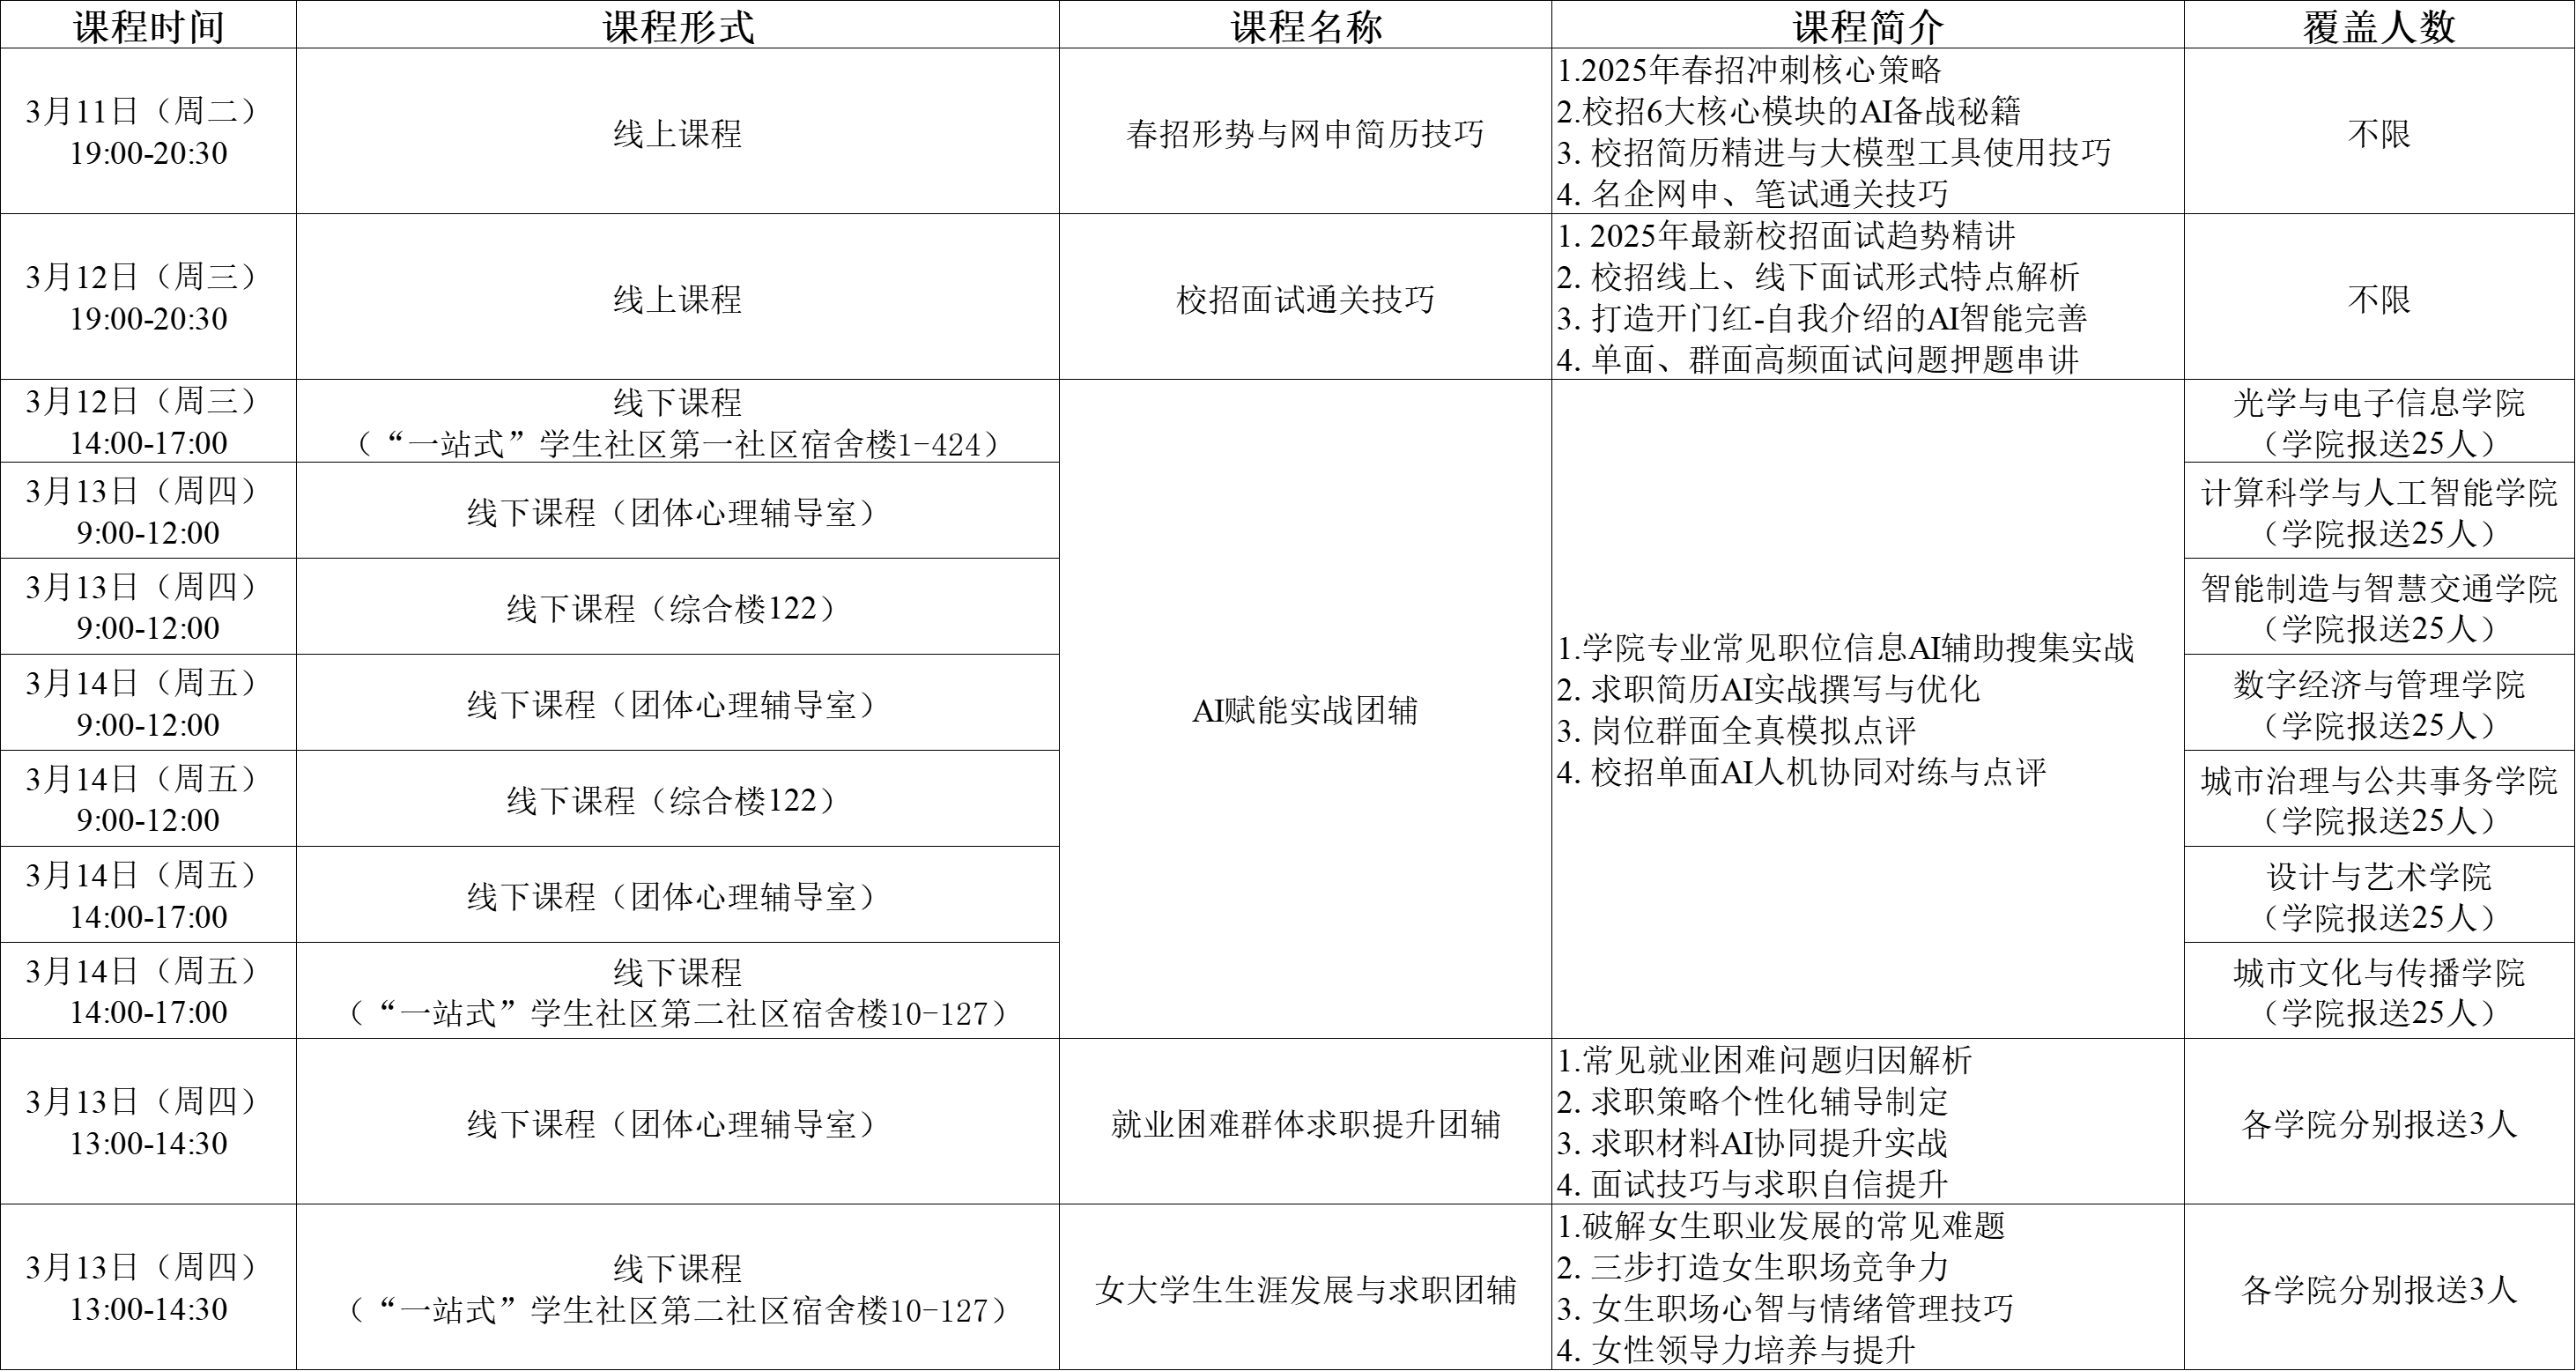 课程时间
课程形式
课程名称
课程简介
覆盖人数
3月11日（周二）
19:00-20:30
线上课程
春招形势与网申简历技巧
1.2025年春招冲刺核心策略
2.校招6大核心模块的AI备战秘籍
3. 校招简历精进与大模型工具使用技巧
4. 名企网申、笔试通关技巧
不限
3月12日（周三）
19:00-20:30
线上课程
校招面试通关技巧
1. 2025年最新校招面试趋势精讲
2. 校招线上、线下面试形式特点解析
3. 打造开门红-自我介绍的AI智能完善
4. 单面、群面高频面试问题押题串讲
不限
3月12日（周三）
14:00-17:00
线下课程
（“一站式”学生社区第一社区宿舍楼1-424）
AI赋能实战团辅
1.学院专业常见职位信息AI辅助搜集实战
2. 求职简历AI实战撰写与优化
3. 岗位群面全真模拟点评
4. 校招单面AI人机协同对练与点评
光学与电子信息学院
（学院报送25人）
3月13日（周四）
9:00-12:00
线下课程（团体心理辅导室）
计算科学与人工智能学院
（学院报送25人）
3月13日（周四）
9:00-12:00
线下课程（综合楼122）
智能制造与智慧交通学院
（学院报送25人）
3月14日（周五）
9:00-12:00
线下课程（团体心理辅导室）
数字经济与管理学院
（学院报送25人）
3月14日（周五）
9:00-12:00
线下课程（综合楼122）
城市治理与公共事务学院
（学院报送25人）
3月14日（周五）
14:00-17:00
线下课程（团体心理辅导室）
设计与艺术学院
（学院报送25人）
3月14日（周五）
14:00-17:00
线下课程
（“一站式”学生社区第二社区宿舍楼10-127）
城市文化与传播学院
（学院报送25人）
3月13日（周四）
13:00-14:30
线下课程（团体心理辅导室）
就业困难群体求职提升团辅
1.常见就业困难问题归因解析
2. 求职策略个性化辅导制定
3. 求职材料AI协同提升实战
4. 面试技巧与求职自信提升
各学院分别报送3人
3月13日（周四）
13:00-14:30
线下课程
（“一站式”学生社区第二社区宿舍楼10-127）
女大学生生涯发展与求职团辅
1.破解女生职业发展的常见难题
2. 三步打造女生职场竞争力
3. 女生职场心智与情绪管理技巧
4. 女性领导力培养与提升
各学院分别报送3人